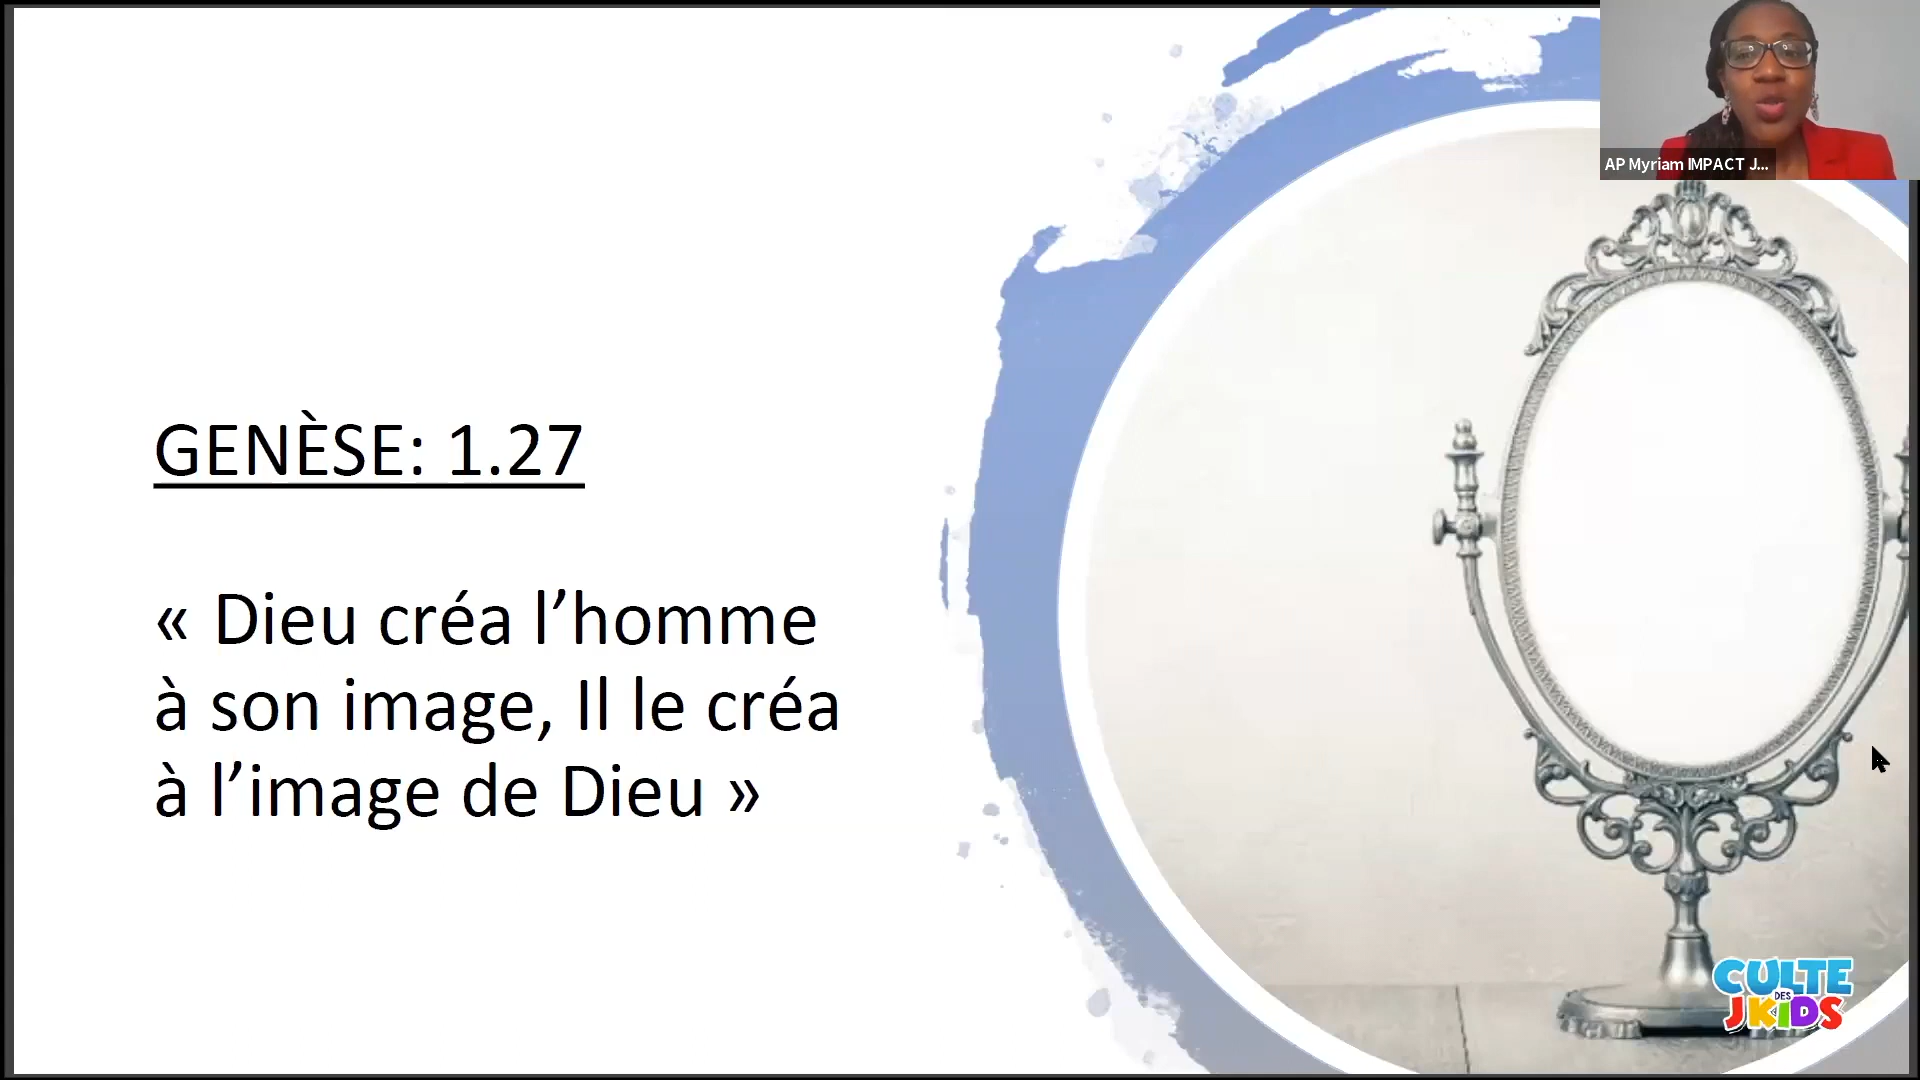 AP Myriam IMPACT J...
GENÈSE: 1.27
« Dieu créa l’homme
à son image, Il le créa
à l’image de Dieu »
CULTE
DES
JKIDS